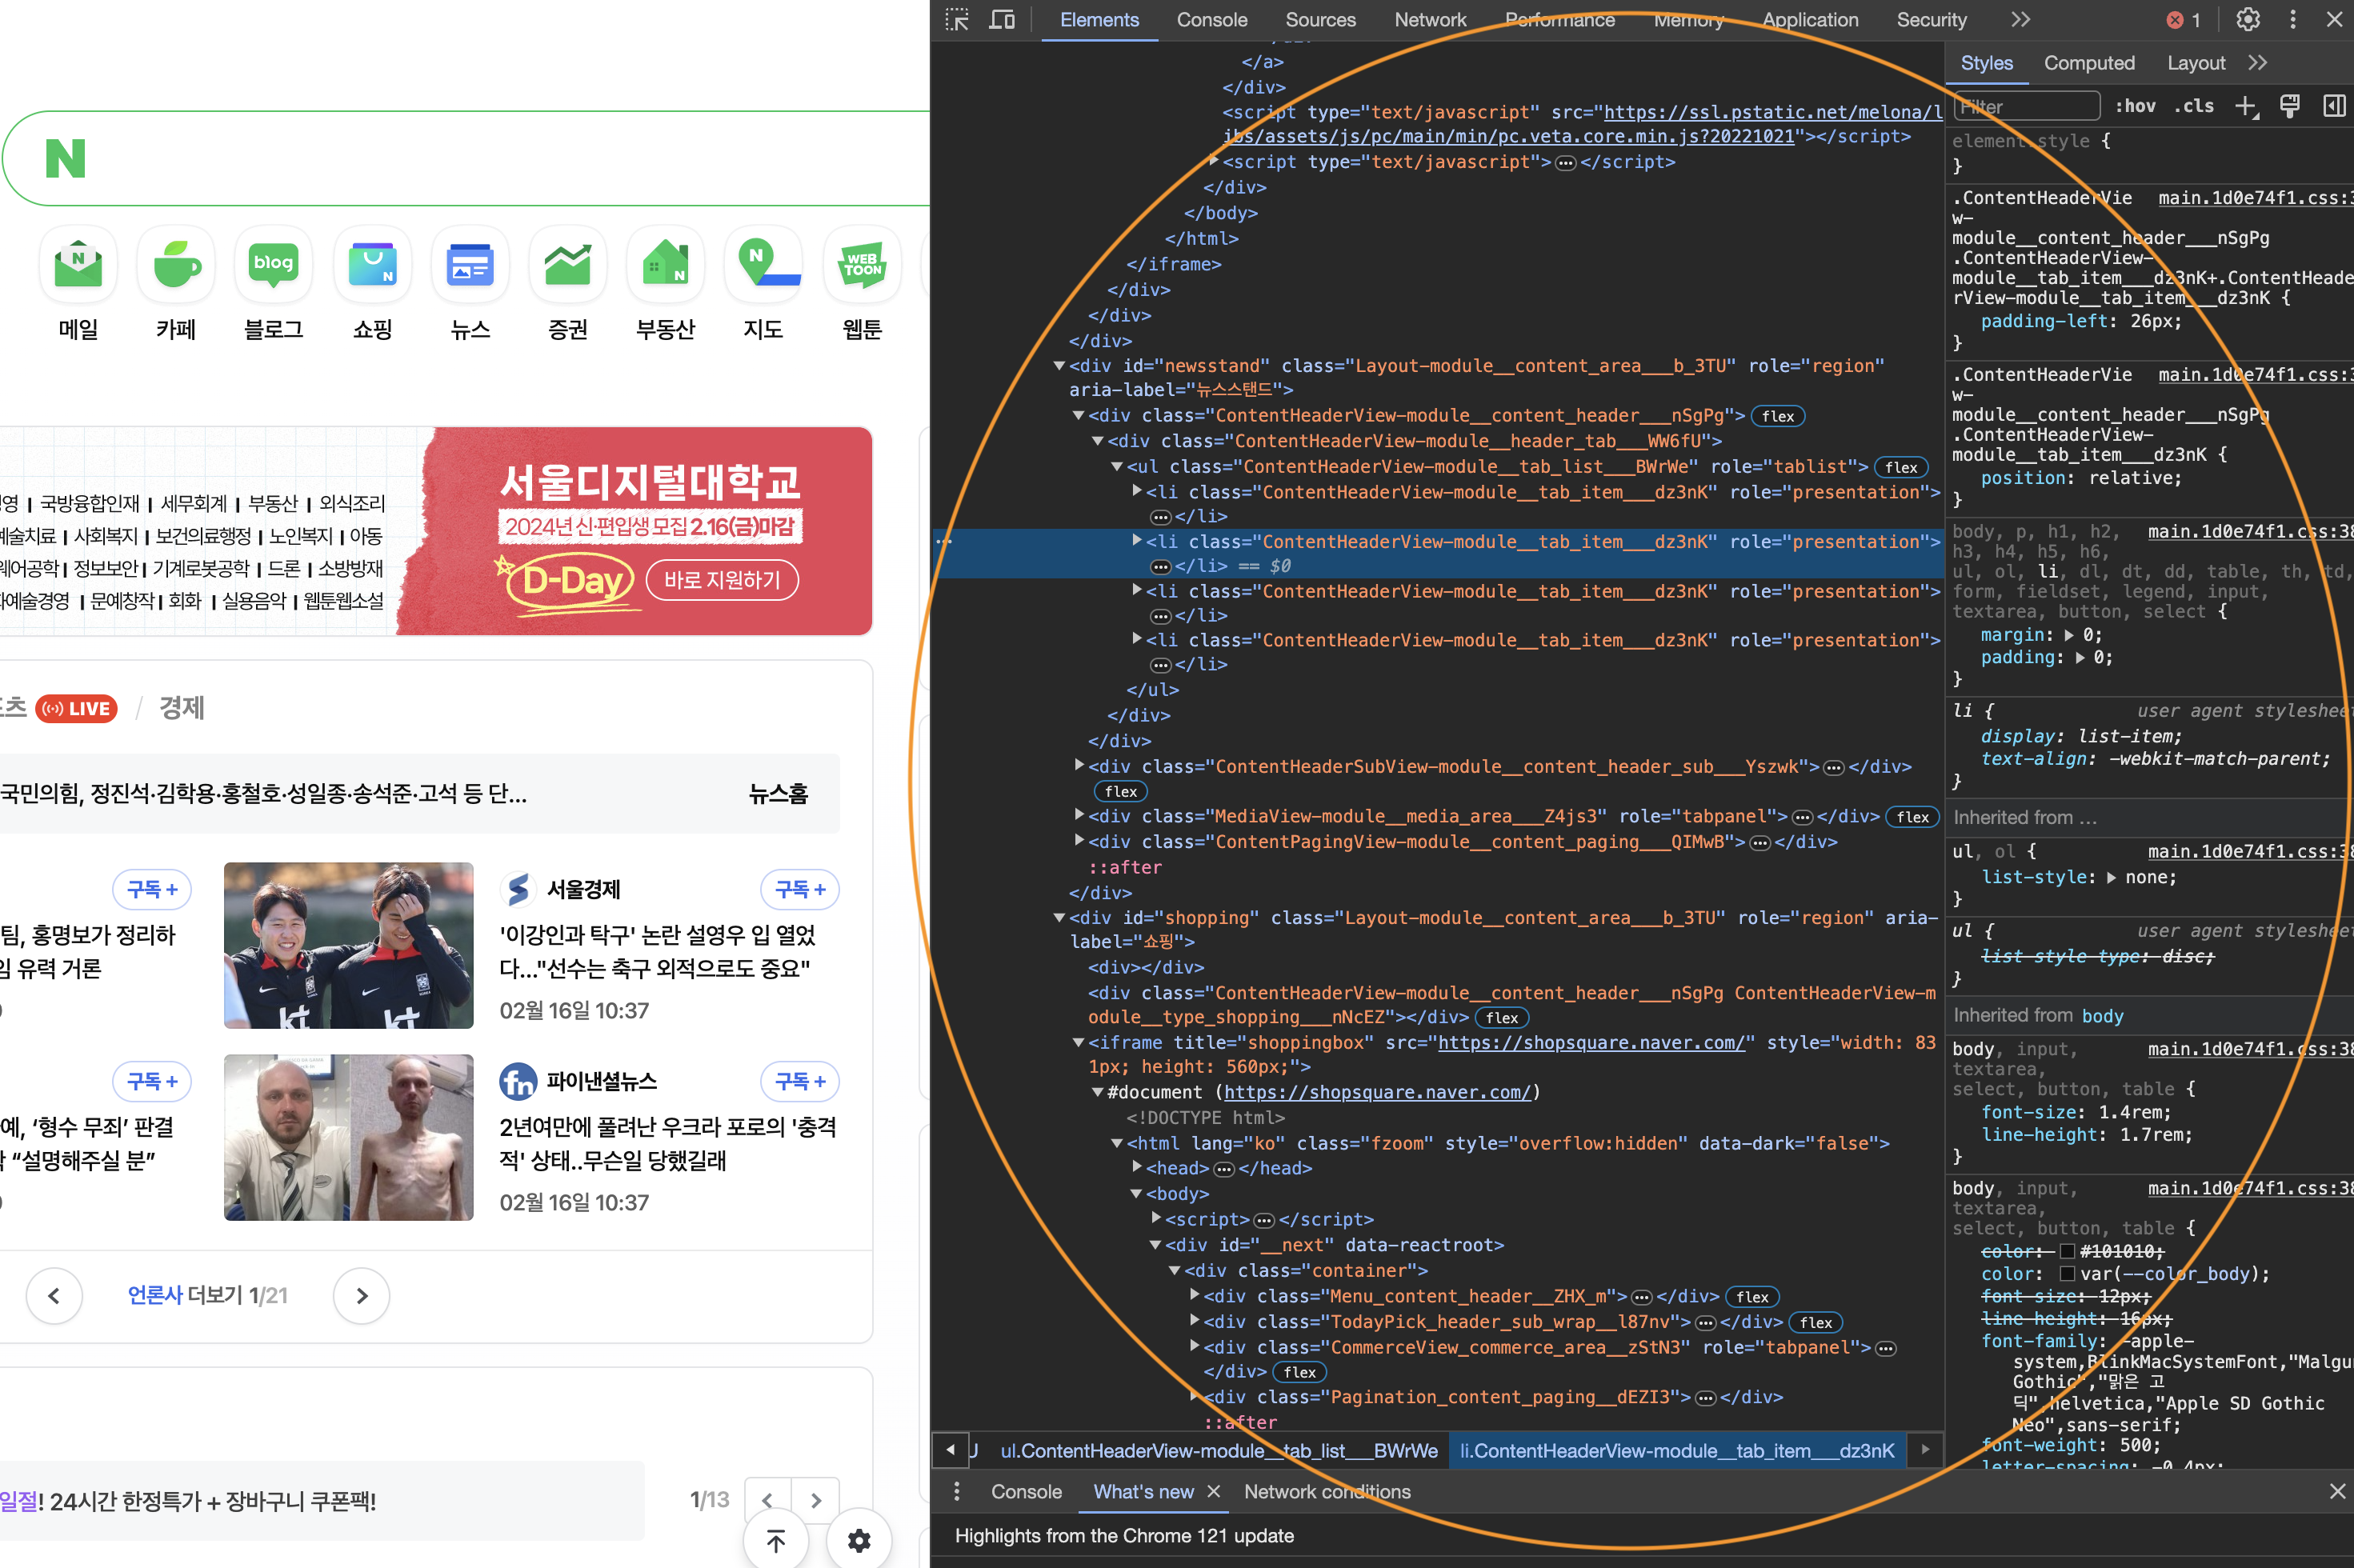 N
N
blog
N
N
N
WEB
TOON
메일
카페
블로그
쇼핑
뉴스
증권
부동산
지도
웹툰
국방융합인재 | 세무회계 | 부동산 | 외식조리
사회복지 | 보건의료행정 | 노인복지 | 아동
정보보안 | 기계로봇공학 | 드론 | 소방방재
문예창작 | 회화 | 실용음악 | 웹툰웹소설
서울디지털대학교
2024년 신·편입생 모집 2.16(금)마감
D-Day
바로 지원하기
LIVE / 경제
국민의힘, 정진석·김학용·홍철호·성일종·송석준·고석 등 단...
뉴스홈
구독 +
팀, 홍명보가 정리하
임 유력 거론
kt
kt
서울경제
구독 +
'이강인과 탁구' 논란 설영우 입 열었
다..."선수는 축구 외적으로도 중요"
02월 16일 10:37
구독 +
예, ‘형수 무죄’ 판결
“설명해주실 분”
fn 파이낸셜뉴스
구독 +
2년여만에 풀려난 우크라 포로의 '충격
적' 상태..무슨일 당했길래
02월 16일 10:37
언론사 더보기 1/21
일절! 24시간 한정특가 + 장바구니 쿠폰팩!
1/13
Elements
Console
Sources
Network
Performance
Memory
Application
Security
1
</a>
</div>
<script type="text/javascript" src="https://ssl.pstatic.net/melona/l
ibs/assets/js/pc/main/min/pc.veta.core.min.js?20221021"></script>
<script type="text/javascript">…</script>
</div>
</body>
</html>
</iframe>
</div>
</div>
</div>
<div id="newsstand" class="Layout-module__content_area___b_3TU" role="region"
aria-label="뉴스스탠드">
<div class="ContentHeaderView-module__content_header___nSgPg"> flex
<div class="ContentHeaderView-module__header_tab___WW6fU">
<ul class="ContentHeaderView-module__tab_list___BWrWe" role="tablist"> flex
<li class="ContentHeaderView-module__tab_item___dz3nK" role="presentation">
…</li>
<li class="ContentHeaderView-module__tab_item___dz3nK" role="presentation">
…</li> == $0
<li class="ContentHeaderView-module__tab_item___dz3nK" role="presentation">
…</li>
<li class="ContentHeaderView-module__tab_item___dz3nK" role="presentation">
…</li>
</ul>
</div>
</div>
<div class="ContentHeaderSubView-module__content_header_sub___Yszwk">…</div>
flex
<div class="MediaView-module__media_area___Z4js3" role="tabpanel">…</div> flex
<div class="ContentPagingView-module__content_paging___QIMwB">…</div>
::after
</div>
<div id="shopping" class="Layout-module__content_area___b_3TU" role="region" aria-
label="쇼핑">
<div></div>
<div class="ContentHeaderView-module__content_header___nSgPg ContentHeaderView-m
odule__type_shopping___nNcEZ"></div> flex
<iframe title="shoppingbox" src="https://shopsquare.naver.com/" style="width: 83
1px; height: 560px;">
#document (https://shopsquare.naver.com/)
<!DOCTYPE html>
<html lang="ko" class="fzoom" style="overflow:hidden" data-dark="false">
<head>…</head>
<body>
<script>…</script>
<div id="__next" data-reactroot>
<div class="container">
<div class="Menu_content_header__ZHX_m">…</div> flex
<div class="TodayPick_header_sub_wrap__l87nv">…</div> flex
<div class="CommerceView_commerce_area__zStN3" role="tabpanel">…
</div> flex
<div class="Pagination_content_paging__dEZI3">…</div>
::after
ul.ContentHeaderView-module__tab_list___BWrWe
li.ContentHeaderView-module__tab_item___dz3nK
Console
What's new
Network conditions
Highlights from the Chrome 121 update
Styles
Computed
Layout
Filter
:hov
.cls
element.style {
}
.ContentHeaderVie main.1d0e74f1.css:3
w-
module__content_header___nSgPg
.ContentHeaderView-
module__tab_item___dz3nK+.ContentHeade
rView-module__tab_item___dz3nK {
padding-left: 26px;
}
.ContentHeaderVie main.1d0e74f1.css:3
w-
module__content_header___nSgPg
.ContentHeaderView-
module__tab_item___dz3nK {
position: relative;
}
body, p, h1, h2, main.1d0e74f1.css:38
h3, h4, h5, h6,
ul, ol, li, dl, dt, dd, table, th, td,
form, fieldset, legend, input,
textarea, button, select {
margin: 0;
padding: 0;
}
li { user agent stylesheet
display: list-item;
text-align: -webkit-match-parent;
}
Inherited from ...
ul, ol { main.1d0e74f1.css:38
list-style: none;
}
ul { user agent stylesheet
list-style-type: disc;
}
Inherited from body
body, input, main.1d0e74f1.css:38
textarea,
select, button, table {
font-size: 1.4rem;
line-height: 1.7rem;
}
body, input, main.1d0e74f1.css:38
textarea,
select, button, table {
color: #101010;
color: var(--color_body);
font-size: 12px;
line-height: 16px;
font-family: -apple-
system,BlinkMacSystemFont,"Malgu
Gothic","맑은 고
딕",helvetica,"Apple SD Gothic
Neo",sans-serif;
font-weight: 500;
letter-spacing: -0.4px;